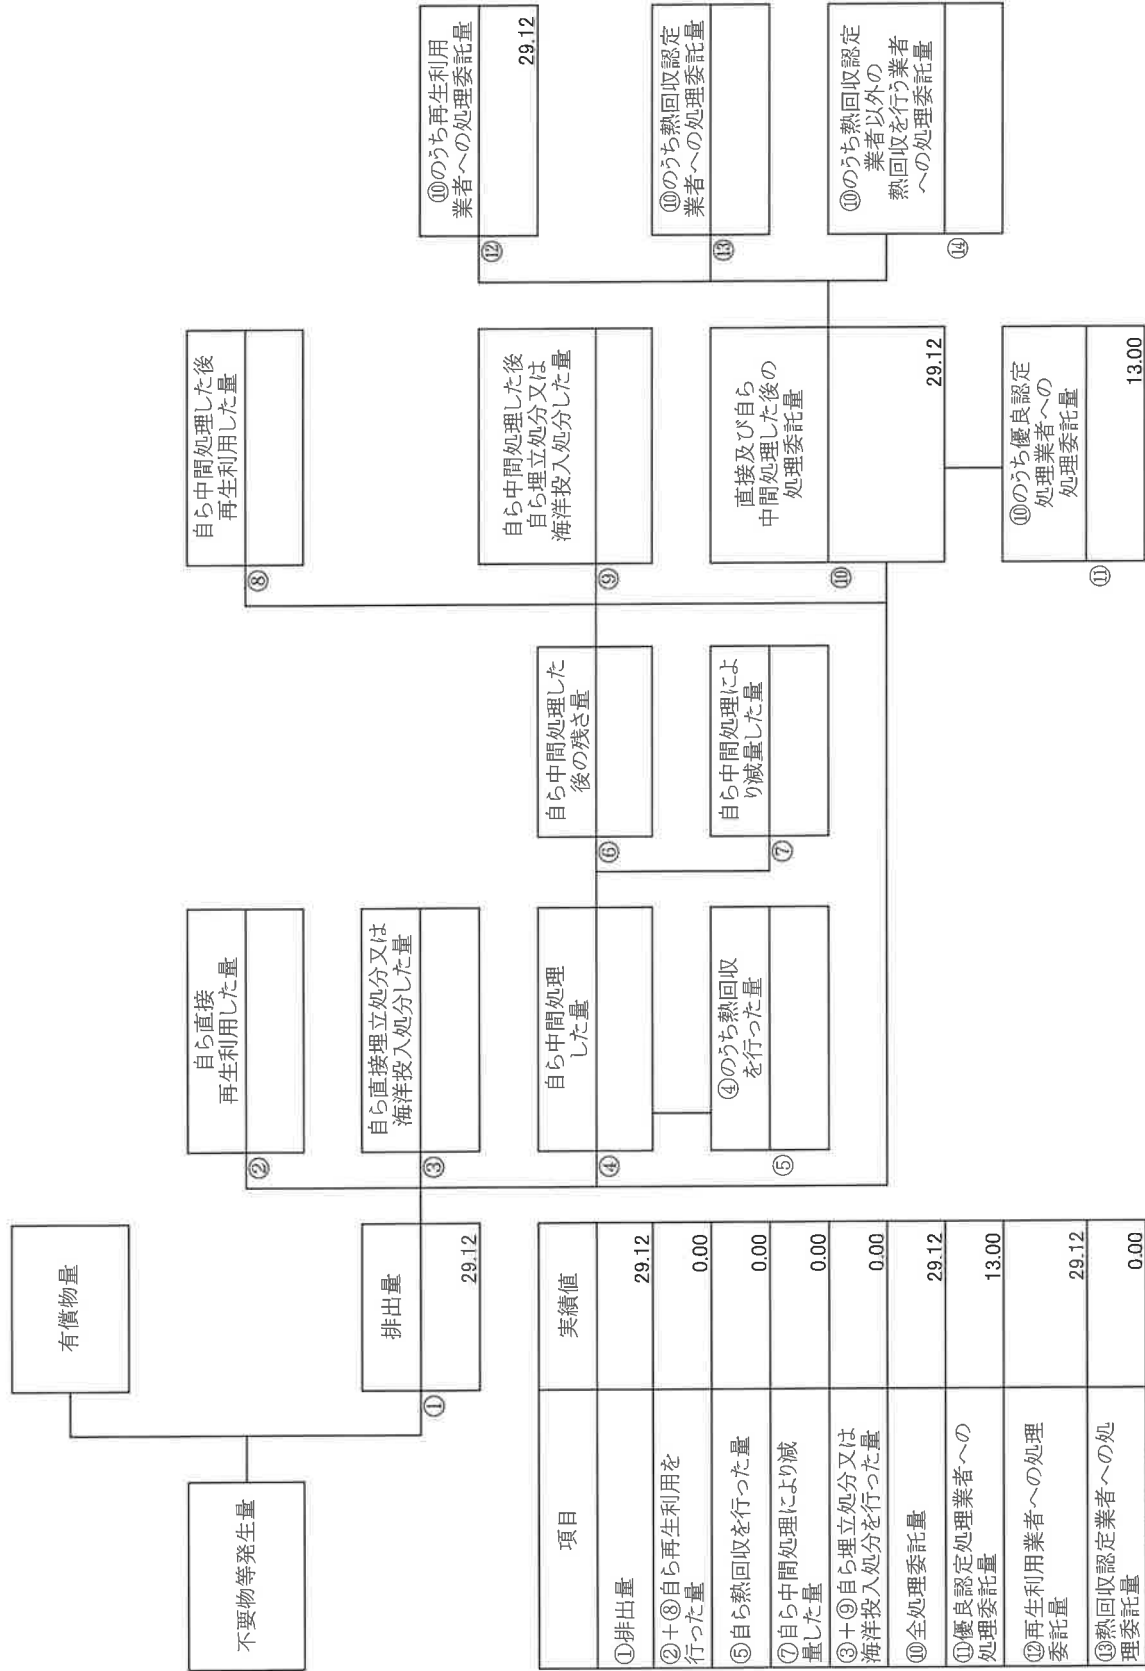 不要物等発生量
有償物量
①
排出量
29.12
②
自ら直接
再生利用した量
③
自ら直接埋立処分又は
海洋投入処分した量
④
自ら中間処理
した量
⑤
④のうち熱回収
を行った量
⑥
自ら中間処理した
後の残さ量
⑦
自ら中間処理によ
り減量した量
⑧
自ら中間処理した後
再生利用した量
⑨
自ら中間処理した後
自ら埋立処分又は
海洋投入処分した量
⑩
直接及び自ら
中間処理した後の
処理委託量
29.12
⑪
⑩のうち優良認定
処理業者への
処理委託量
13.00
⑫
⑩のうち再生利用
業者への処理委託量
29.12
⑬
⑩のうち熱回収認定
業者への処理委託量
⑭
⑩のうち熱回収認定
業者以外の
熱回収を行う業者
への処理委託量
項目 実績値
①排出量 29.12
②+⑧自ら再生利用を
行った量 0.00
⑤自ら熱回収を行った量 0.00
⑦自ら中間処理により減
量した量 0.00
③+⑨自ら埋立処分又は
海洋投入処分を行った量 0.00
⑩全処理委託量 29.12
⑪優良認定処理業者への
処理委託量 13.00
⑫再生利用業者への処理
委託量 29.12
⑬熱回収認定業者への処
理委託量 0.00